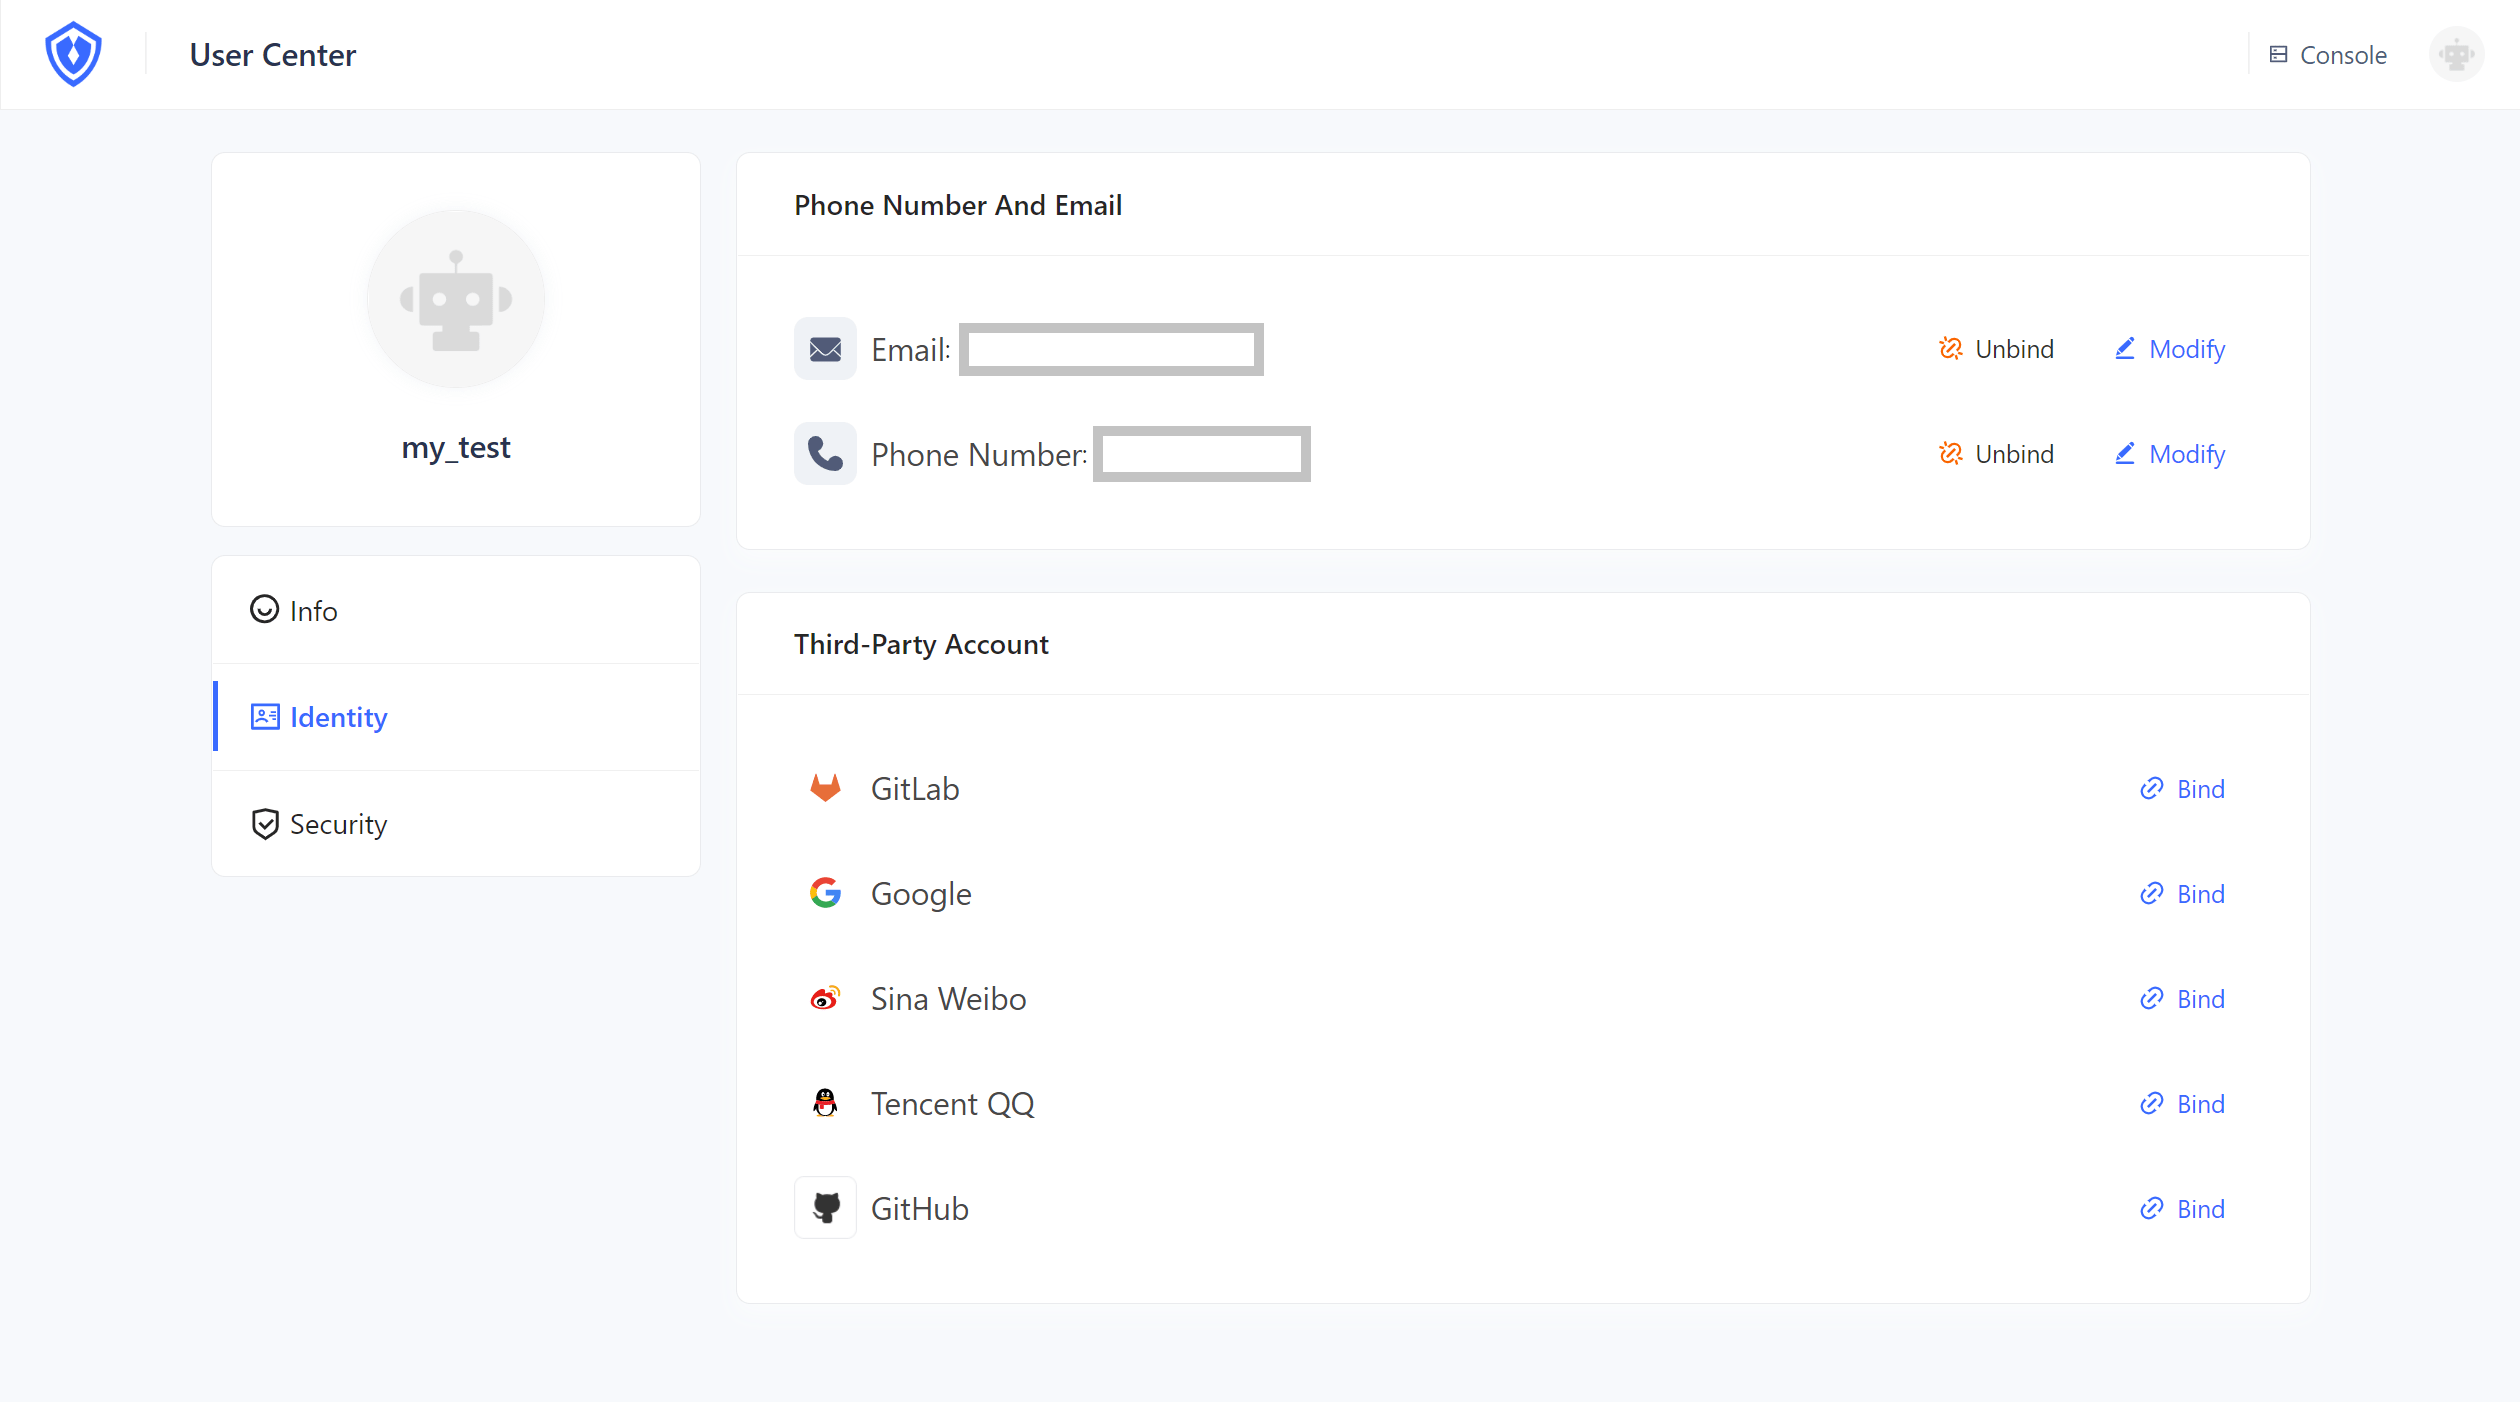 User Center
Console
my_test
Info
Identity
Security
Phone Number And Email
Email: Unbind Modify
Phone Number: Unbind Modify
Third-Party Account
GitLab Bind
Google Bind
Sina Weibo Bind
Tencent QQ Bind
GitHub Bind